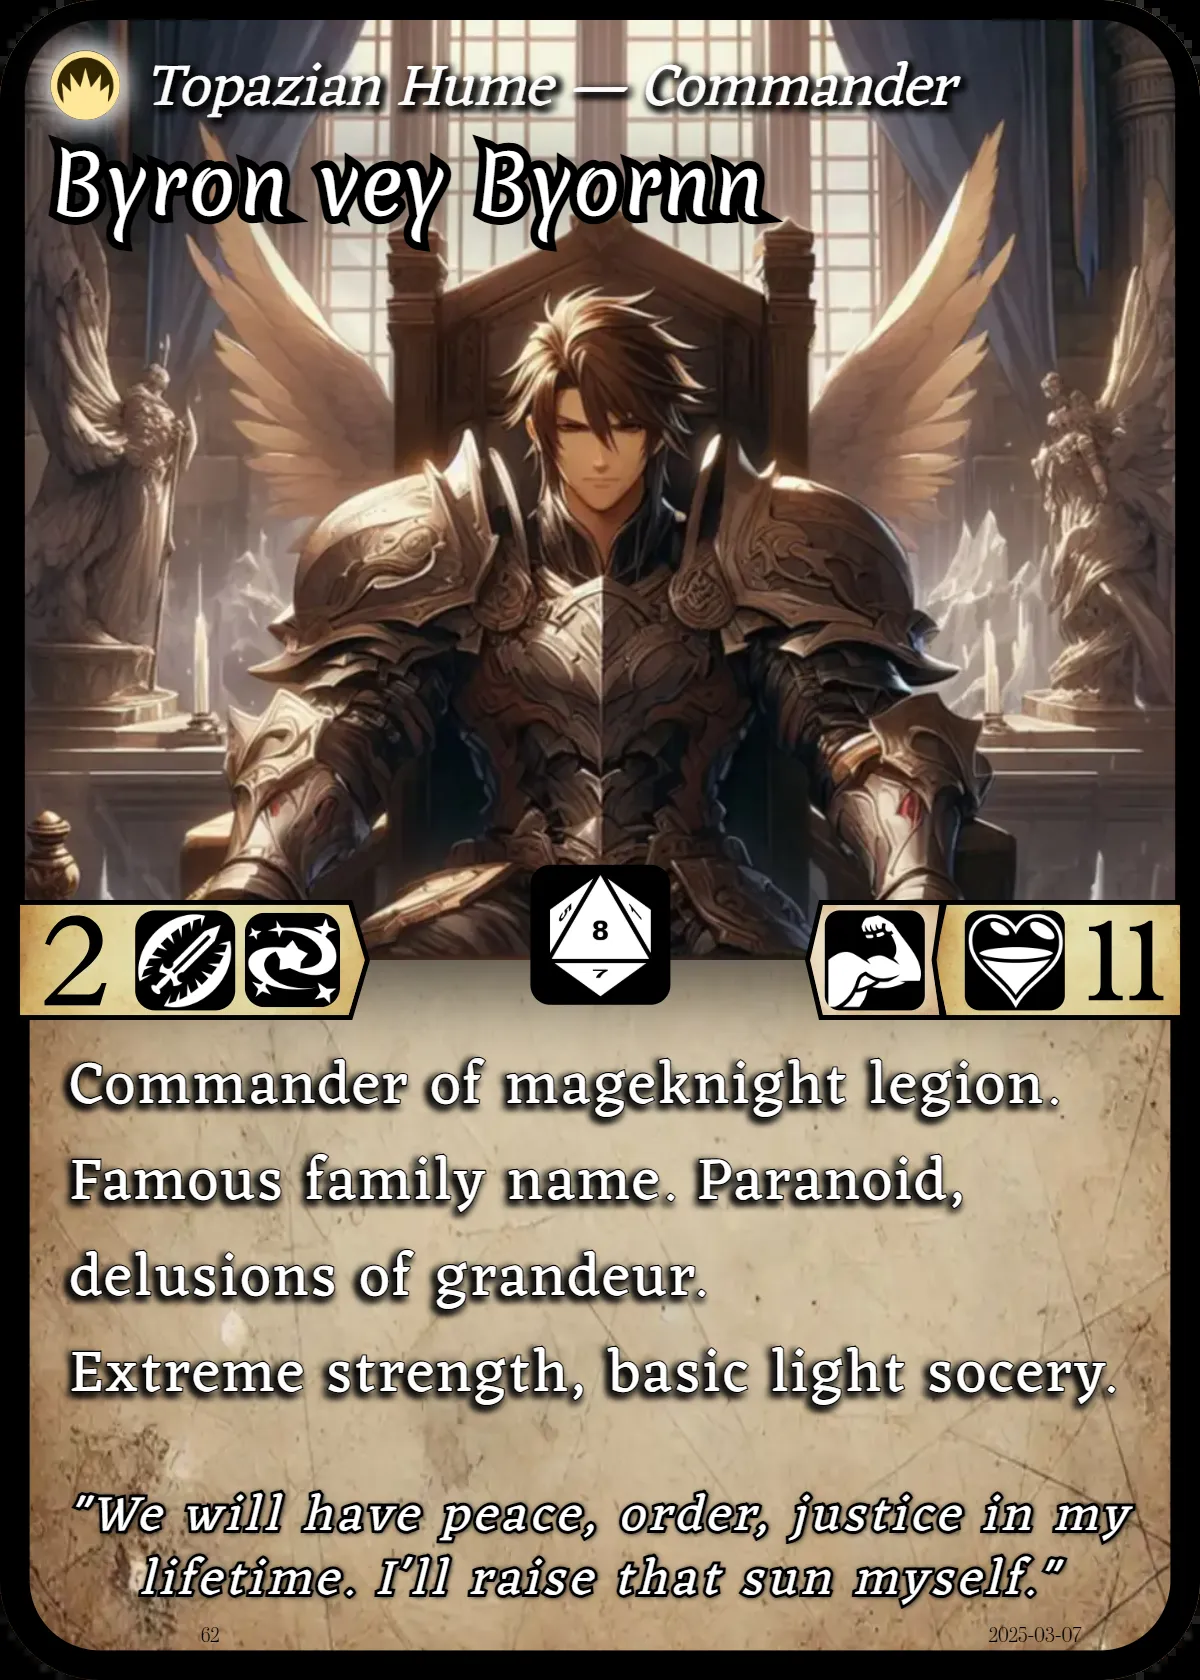 Topazian Hume — Commander
Byron vey Byornn
2
8
5
1
7
11
Commander of mageknight legion.
Famous family name. Paranoid,
delusions of grandeur.
Extreme strength, basic light socery.
"We will have peace, order, justice in my
lifetime. I'll raise that sun myself."
62
2025-03-07